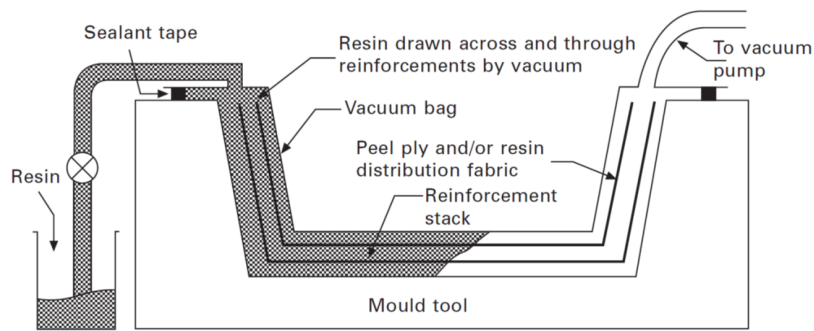 Sealant tape
Resin drawn across and through
reinforcements by vacuum
To vacuum
pump
Vacuum bag
Peel ply and/or resin
distribution fabric
Resin
Reinforcement
stack
Mould tool